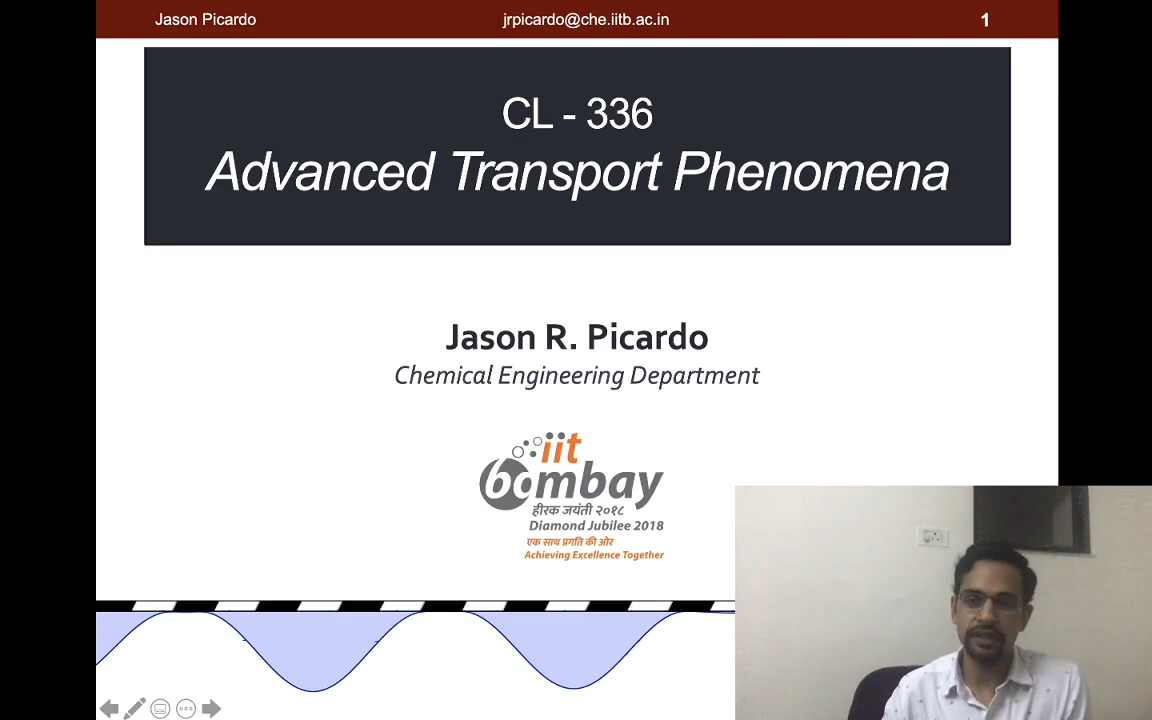 Jason Picardo
jrpicardo@che.iitb.ac.in
1
CL - 336
Advanced Transport Phenomena
Jason R. Picardo
Chemical Engineering Department
iit
bombay
हीरक जयंती २०१८
Diamond Jubilee 2018
एक साथ प्रगति की ओर
Achieving Excellence Together